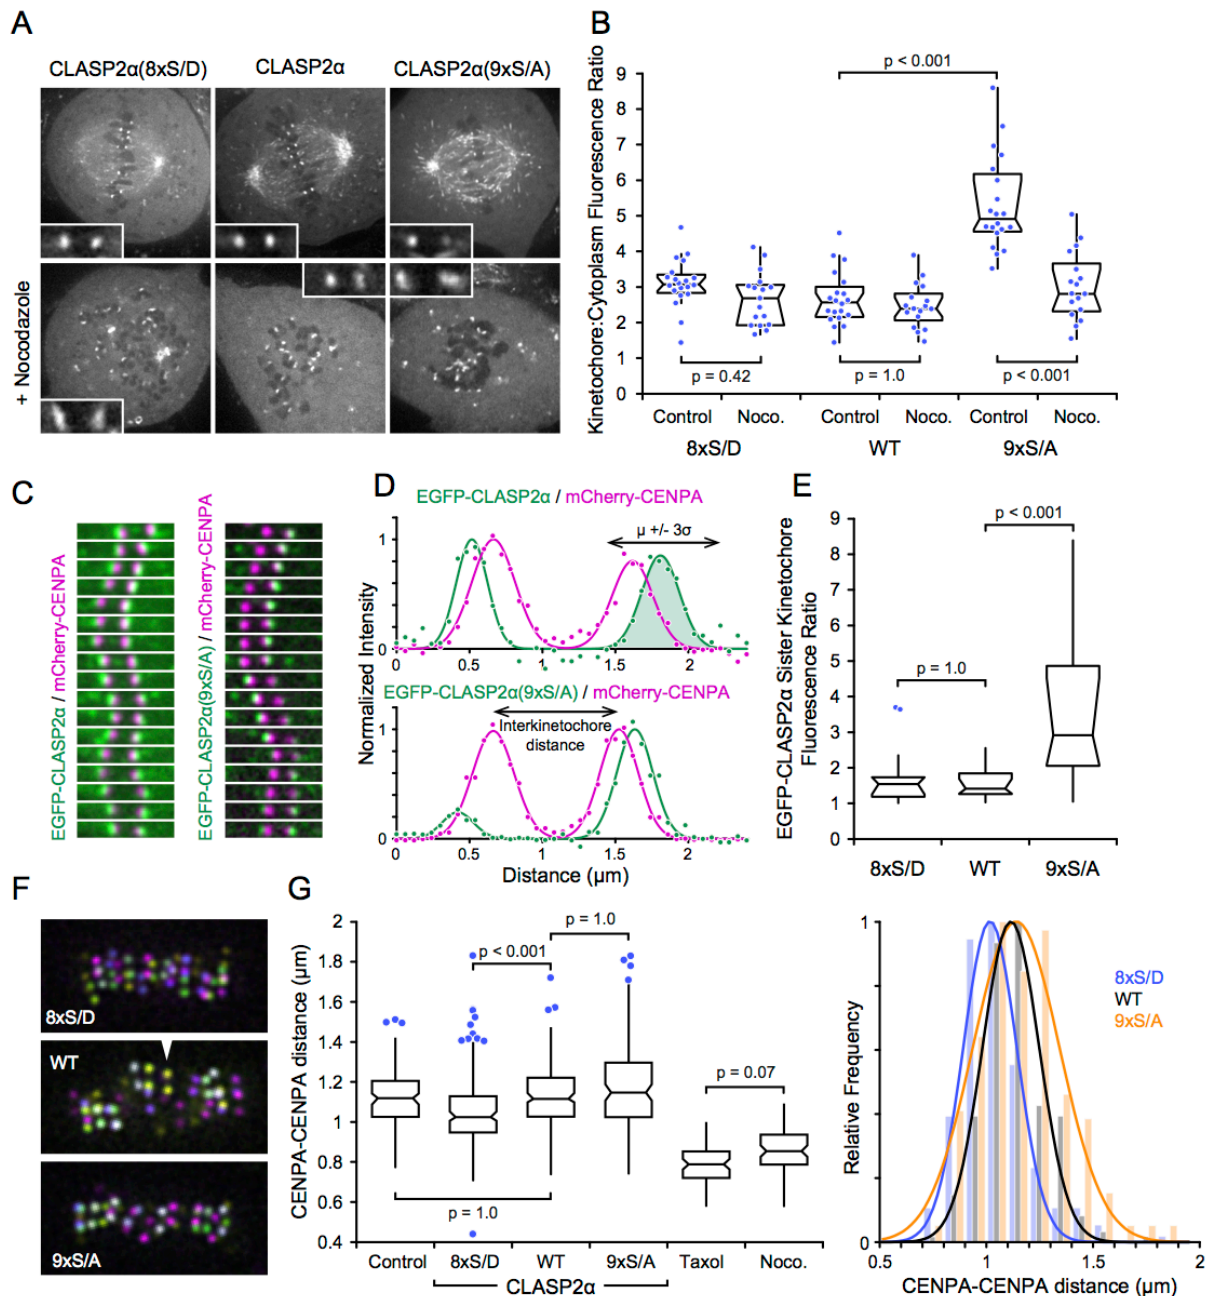 A
CLASP2α(8xS/D)
CLASP2α
CLASP2α(9xS/A)
+ Nocodazole
B
Kinetochore:Cytoplasm Fluorescence Ratio
9
8
7
6
5
4
3
2
1
0
p < 0.001
p = 0.42
p = 1.0
p < 0.001
Control
Noco.
Control
Noco.
Control
Noco.
8xS/D
WT
9xS/A
C
EGFP-CLASP2α / mCherry-CENPA
EGFP-CLASP2α(9xS/A) / mCherry-CENPA
D
EGFP-CLASP2α / mCherry-CENPA
μ +/- 3σ
1
0
0
0.5
1
1.5
2
Normalized Intensity
EGFP-CLASP2α(9xS/A) / mCherry-CENPA
Interkinetochore
distance
1
0
0
0.5
1
1.5
2
Distance (μm)
E
EGFP-CLASP2α Sister Kinetochore
Fluorescence Ratio
9
8
7
6
5
4
3
2
1
0
p < 0.001
p = 1.0
8xS/D
WT
9xS/A
F
8xS/D
WT
9xS/A
G
CENPA-CENPA distance (μm)
2
1.8
1.6
1.4
1.2
1
0.8
0.6
0.4
p = 1.0
p < 0.001
p = 0.07
p = 1.0
Control
8xS/D
WT
9xS/A
Taxol
Noco.
CLASP2α
Relative Frequency
1
0
8xS/D
WT
9xS/A
0.5
1
1.5
2
CENPA-CENPA distance (μm)